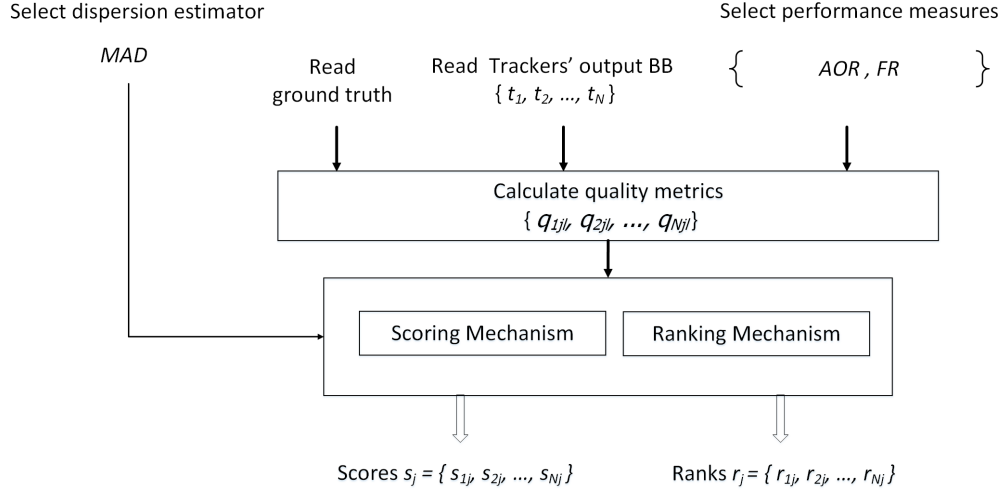 Select dispersion estimator
Select performance measures
MAD
Read
ground truth
Read Trackers' output BB
{ t1, t2, ..., tN }
{ AOR , FR }
Calculate quality metrics
{ q1jl, q2jl, ..., qNjl}
Scoring Mechanism
Ranking Mechanism
Scores sj = { s1j, s2j, ..., sNj }
Ranks rj = { r1j, r2j, ..., rNj }